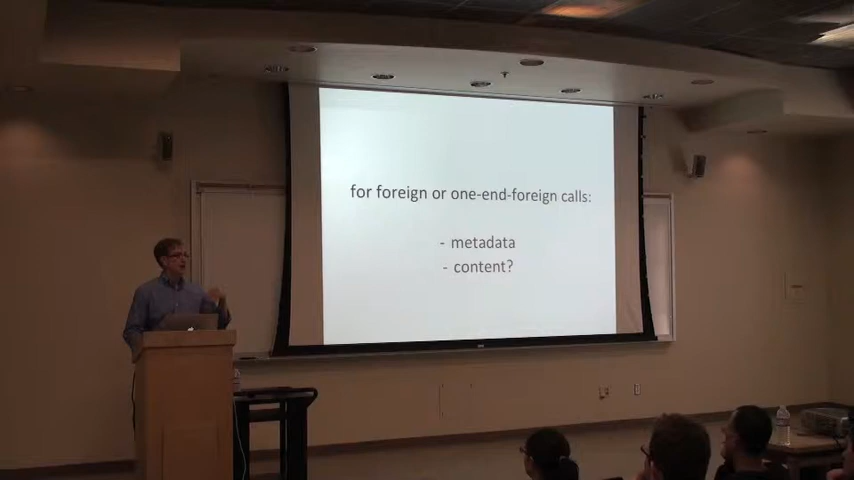 for foreign or one-end-foreign calls:
- metadata
- content?